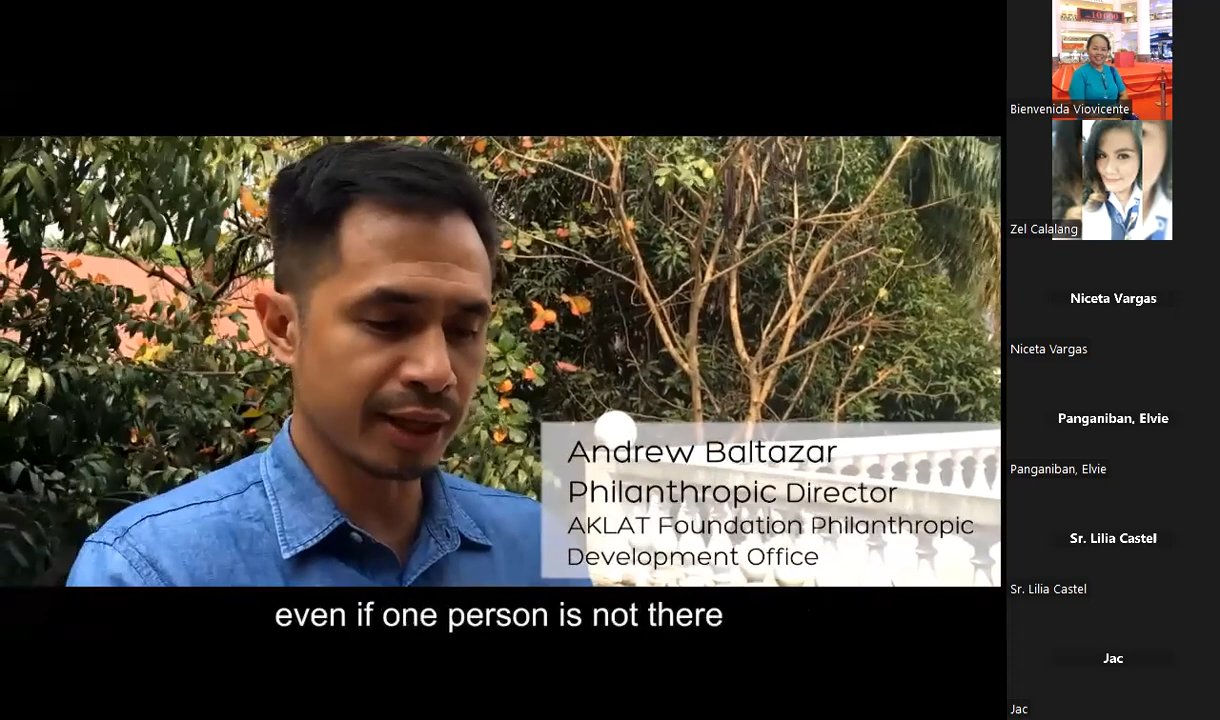 Andrew Baltazar
Philanthropic Director
AKLAT Foundation Philanthropic
Development Office
even if one person is not there
Bienvenida Viovicente
Zel Calalang
Niceta Vargas
Niceta Vargas
Panganiban, Elvie
Panganiban, Elvie
Sr. Lilia Castel
Sr. Lilia Castel
Jac
Jac